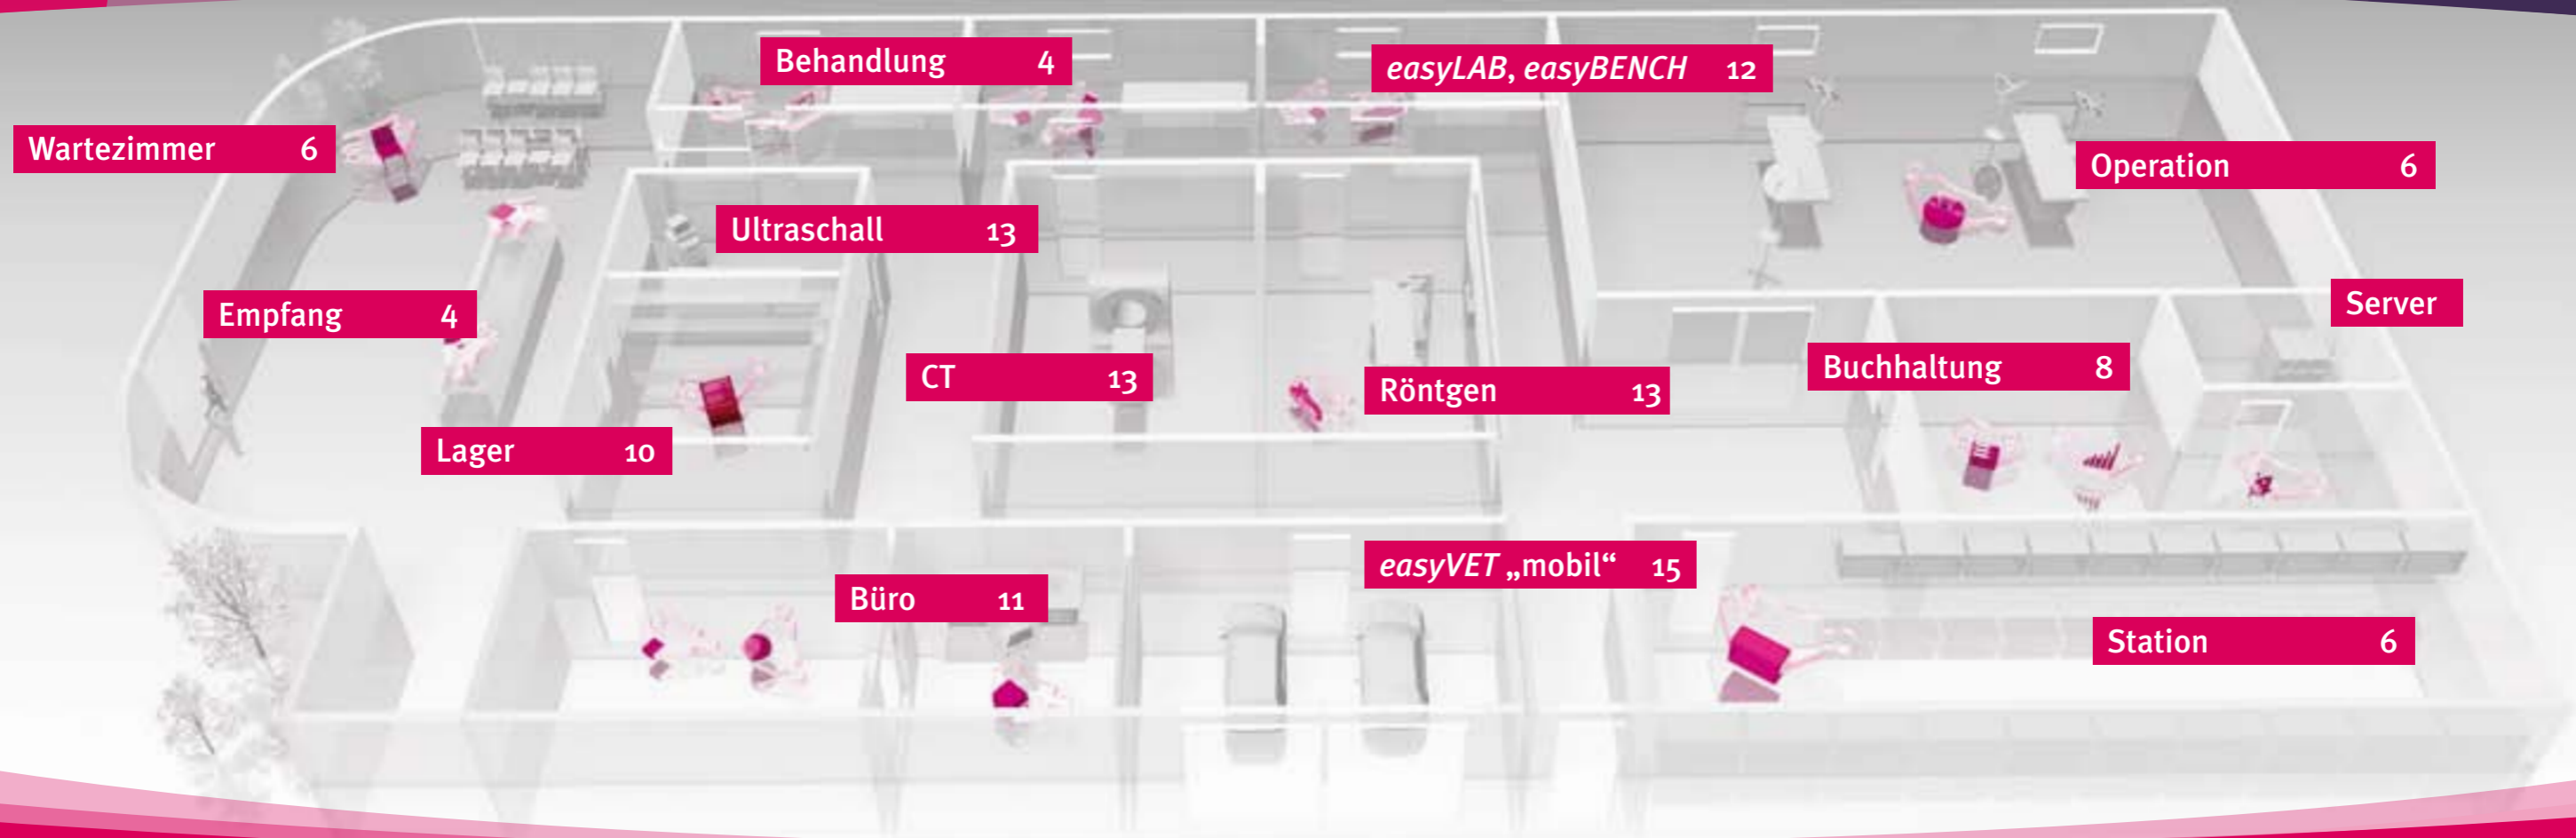 Behandlung 4
easyLAB, easyBENCH 12
Wartezimmer 6
Operation 6
Ultraschall 13
Empfang 4
Server
CT 13
Röntgen 13
Buchhaltung 8
Lager 10
easyVET „mobil“ 15
Büro 11
Station 6